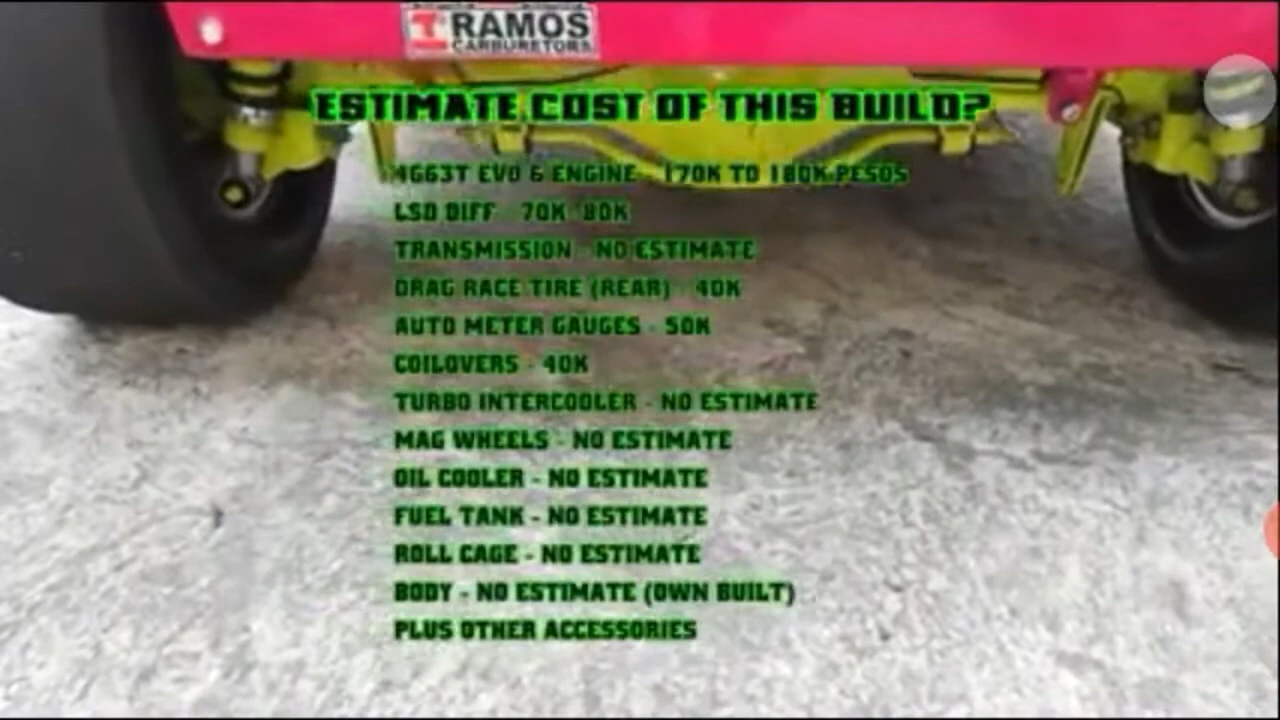 RAMOS
CARBURETORS
ESTIMATE COST OF THIS BUILD?
4G63T EVO 6 ENGINE - 170K TO 180K PESOS
LSD DIFF - 70K -80K
TRANSMISSION - NO ESTIMATE
DRAG RACE TIRE (REAR) - 40K
AUTO METER GAUGES - 50K
COILOVERS - 40K
TURBO INTERCOOLER - NO ESTIMATE
MAG WHEELS - NO ESTIMATE
OIL COOLER - NO ESTIMATE
FUEL TANK - NO ESTIMATE
ROLL CAGE - NO ESTIMATE
BODY - NO ESTIMATE (OWN BUILT)
PLUS OTHER ACCESSORIES